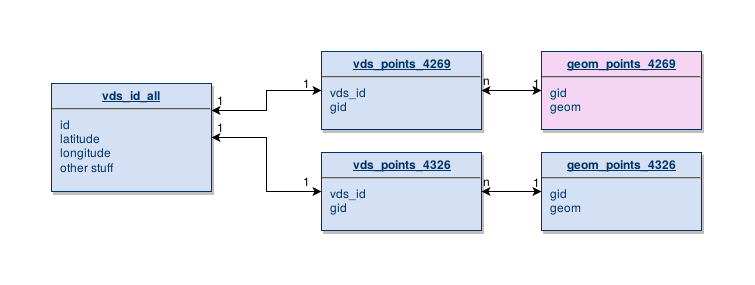 vds_id_all
id
latitude
longitude
other stuff
1
1
1
vds_points_4269
vds_id
gid
n
1
geom_points_4269
gid
geom
1
vds_points_4326
vds_id
gid
n
1
geom_points_4326
gid
geom